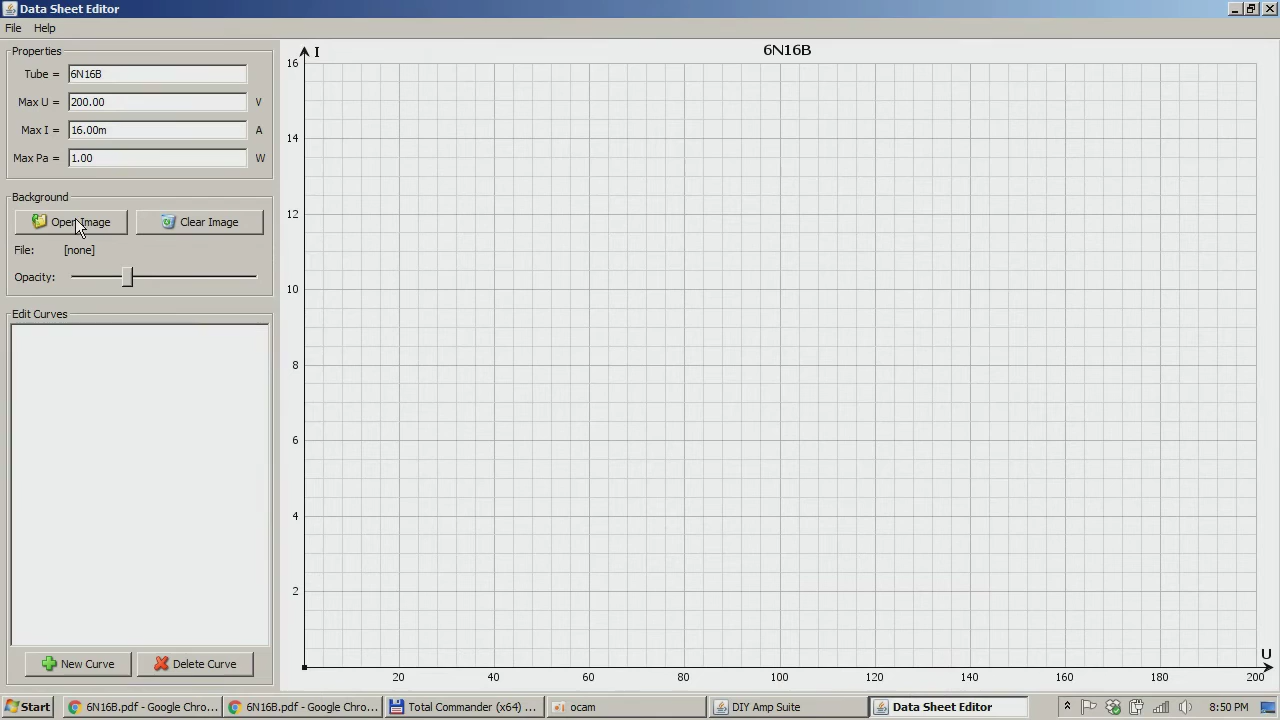 Data Sheet Editor
File Help
Properties
Tube = 6N16B
Max U = 200.00 V
Max I = 16.00m A
Max Pa = 1.00 W
Background
Open Image Clear Image
File: [none]
Opacity:
Edit Curves
New Curve Delete Curve
6N16B
I
16
14
12
10
8
6
4
2
U
20 40 60 80 100 120 140 160 180 200
Start 6N16B.pdf - Google Chro... 6N16B.pdf - Google Chro... Total Commander (x64) ... cam DIY Amp Suite Data Sheet Editor 8:50 PM